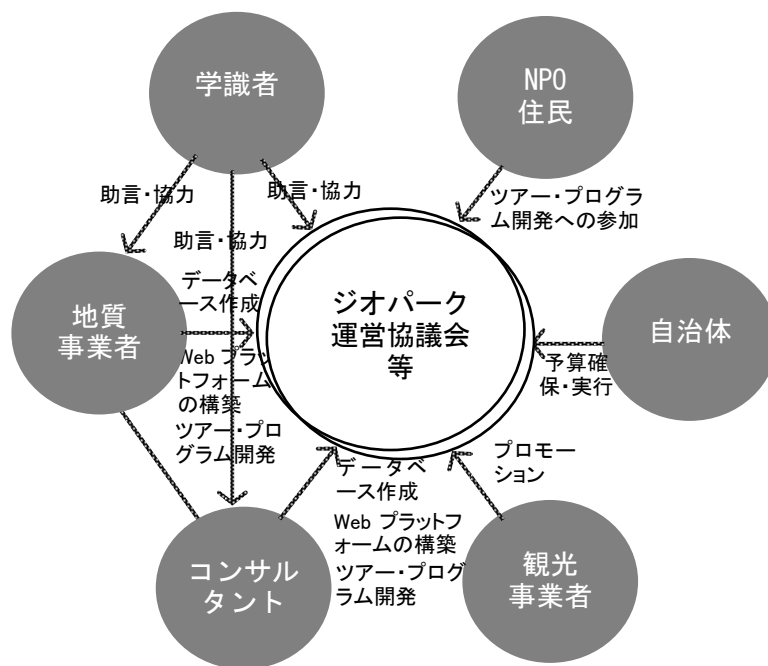 学識者
NPO
住民
助言・協力
助言・協力
助言・協力
ツアー・プログラ
ム開発への参加
地質
事業者
データベ
ース作成
Web プラッ
トフォーム
の構築
ツアー・プロ
グラム開発
ジオパーク
運営協議会
等
自治体
予算確
保・実行
コンサル
タント
データベ
ース作成
Web プラットフ
ォームの構築
ツアー・プログ
ラム開発
プロモー
ション
観光
事業者